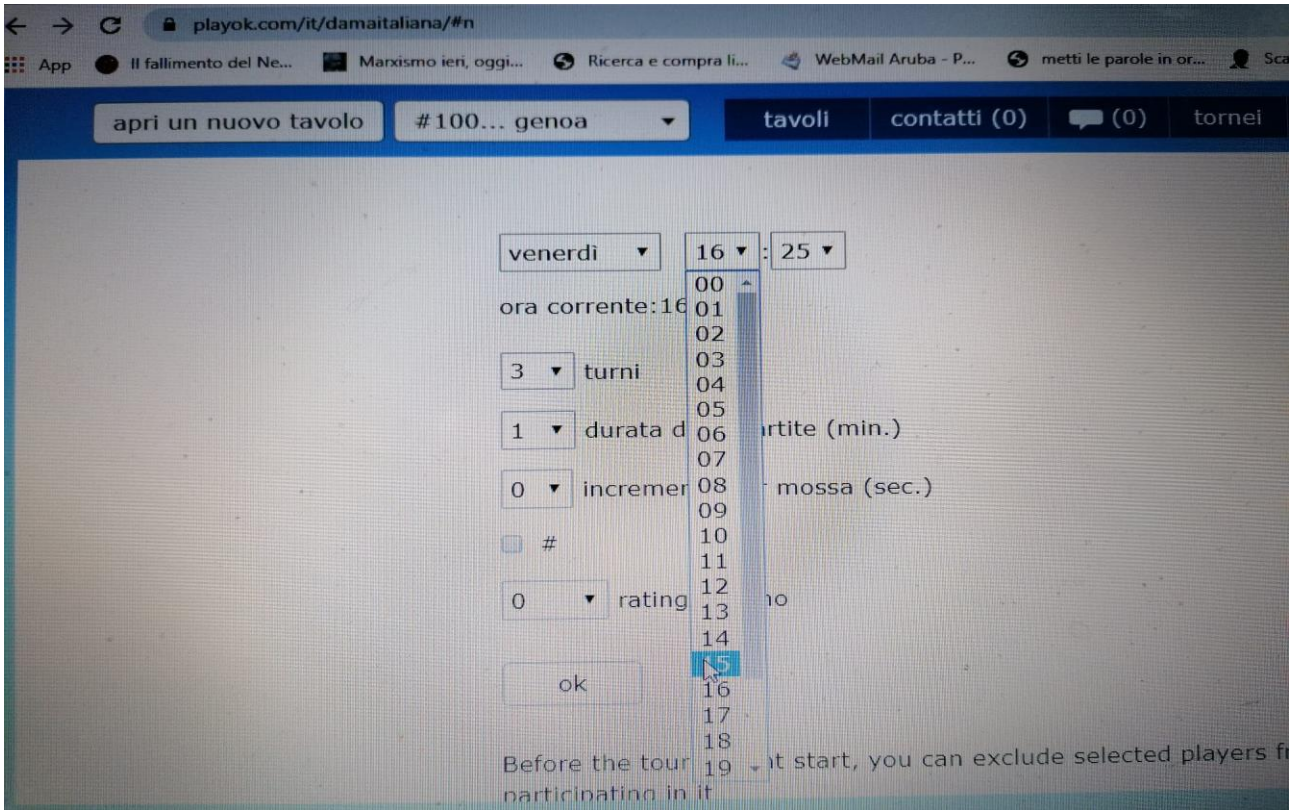 playok.com/it/damaitaliana/#n
App Il fallimento del Ne... Marxismo ieri, oggi... Ricerca e compra li... WebMail Aruba - P... metti le parole in or... Sca
apri un nuovo tavolo #100... genoa tavoli contatti (0) (0) tornei
venerdì 16 : 25
00
ora corrente:16 01
02
3 turni 03
04
05
1 durata d 06 rtite (min.)
07
0 incremen 08 mossa (sec.)
09
# 10
11
0 rating 12 no
13
14
15
ok 16
17
18
Before the tour 19 t start, you can exclude selected players fr
participating in it